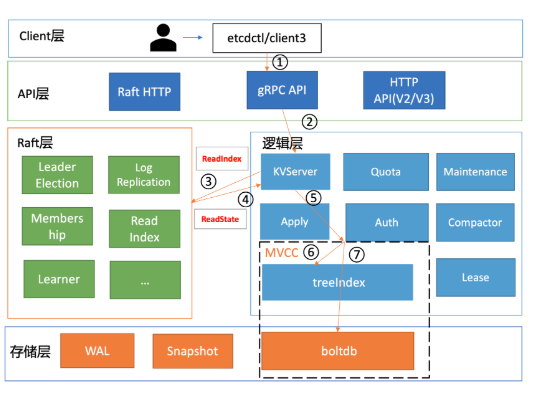 Client层
etcdctl/client3
①
API层
Raft HTTP
gRPC API
HTTP
API(V2/V3)
②
Raft层
逻辑层
Leader
Election
Log
Replication
ReadIndex
KVServer
Quota
Maintenance
③
④
⑤
Members
hip
Read
Index
ReadState
Apply
Auth
Compactor
MVCC
⑥
⑦
Learner
...
treeIndex
Lease
存储层
WAL
Snapshot
boltdb